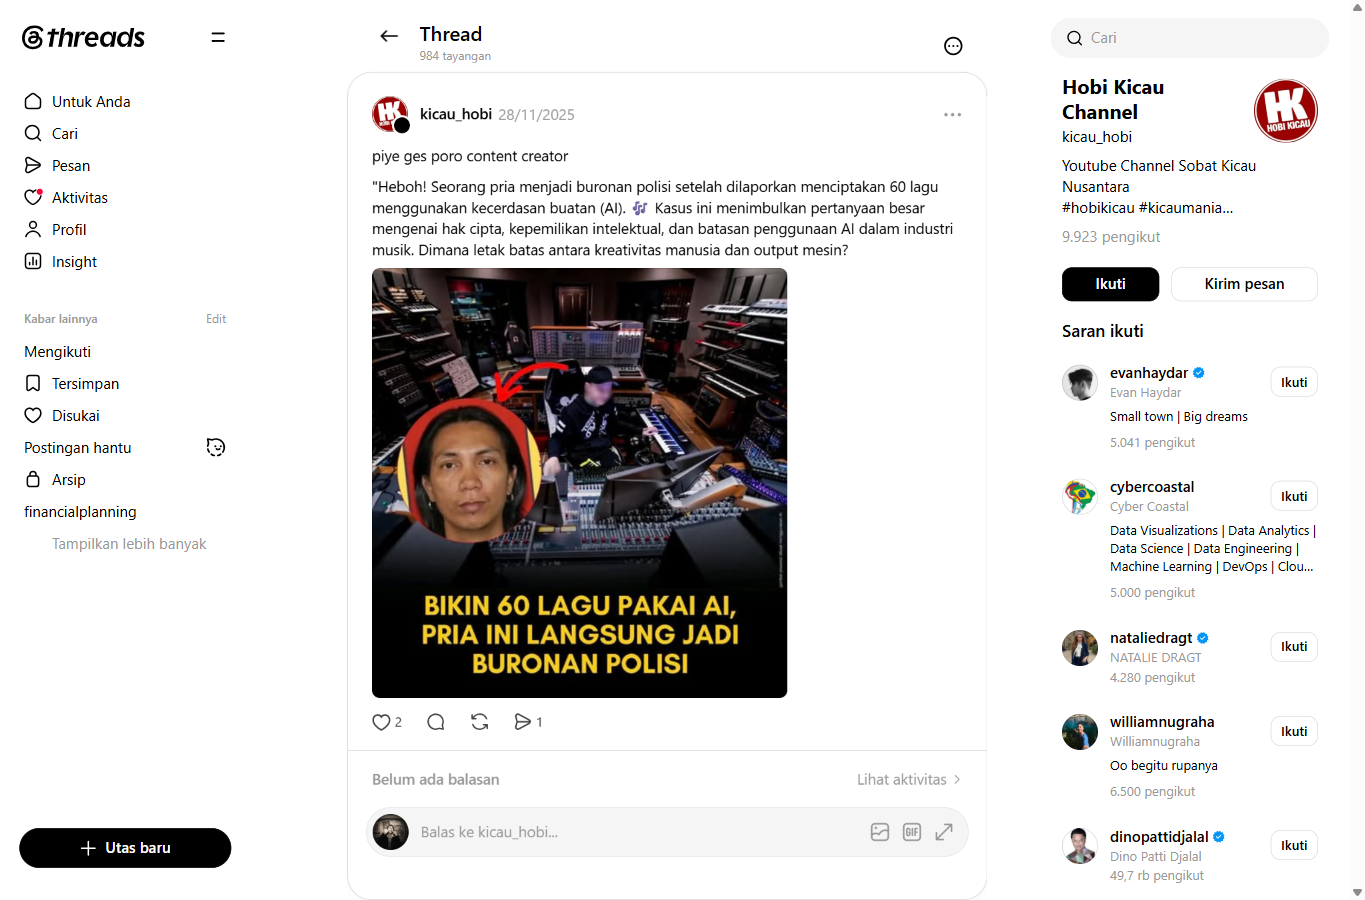 threads
Untuk Anda
Cari
Pesan
Aktivitas
Profil
Insight
Kabar lainnya
Edit
Mengikuti
Tersimpan
Disukai
Postingan hantu
Arsip
financialplanning
Tampilkan lebih banyak
Utas baru
Thread
984 tayangan
HK
kicau_hobi 28/11/2025
piye ges poro content creator
"Heboh! Seorang pria menjadi buronan polisi setelah dilaporkan menciptakan 60 lagu
menggunakan kecerdasan buatan (AI). 🎶 Kasus ini menimbulkan pertanyaan besar
mengenai hak cipta, kepemilikan intelektual, dan batasan penggunaan AI dalam industri
musik. Dimana letak batas antara kreativitas manusia dan output mesin?
BIKIN 60 LAGU PAKAI AI,
PRIA INI LANGSUNG JADI
BURONAN POLISI
2
1
Belum ada balasan
Lihat aktivitas
Balas ke kicau_hobi...
GIF
Cari
Hobi Kicau
Channel
kicau_hobi
HK
HOBI KICAU
Youtube Channel Sobat Kicau
Nusantara
#hobikicau #kicaumania...
9.923 pengikut
Ikuti
Kirim pesan
Saran ikuti
evanhaydar
Evan Haydar
Ikuti
Small town | Big dreams
5.041 pengikut
cybercoastal
Cyber Coastal
Ikuti
Data Visualizations | Data Analytics |
Data Science | Data Engineering |
Machine Learning | DevOps | Clou...
5.000 pengikut
nataliedragt
NATALIE DRAGT
Ikuti
4.280 pengikut
williamnugraha
Williamnugraha
Ikuti
Oo begitu rupanya
6.500 pengikut
dinopattidjalal
Dino Patti Djalal
Ikuti
49,7 rb pengikut